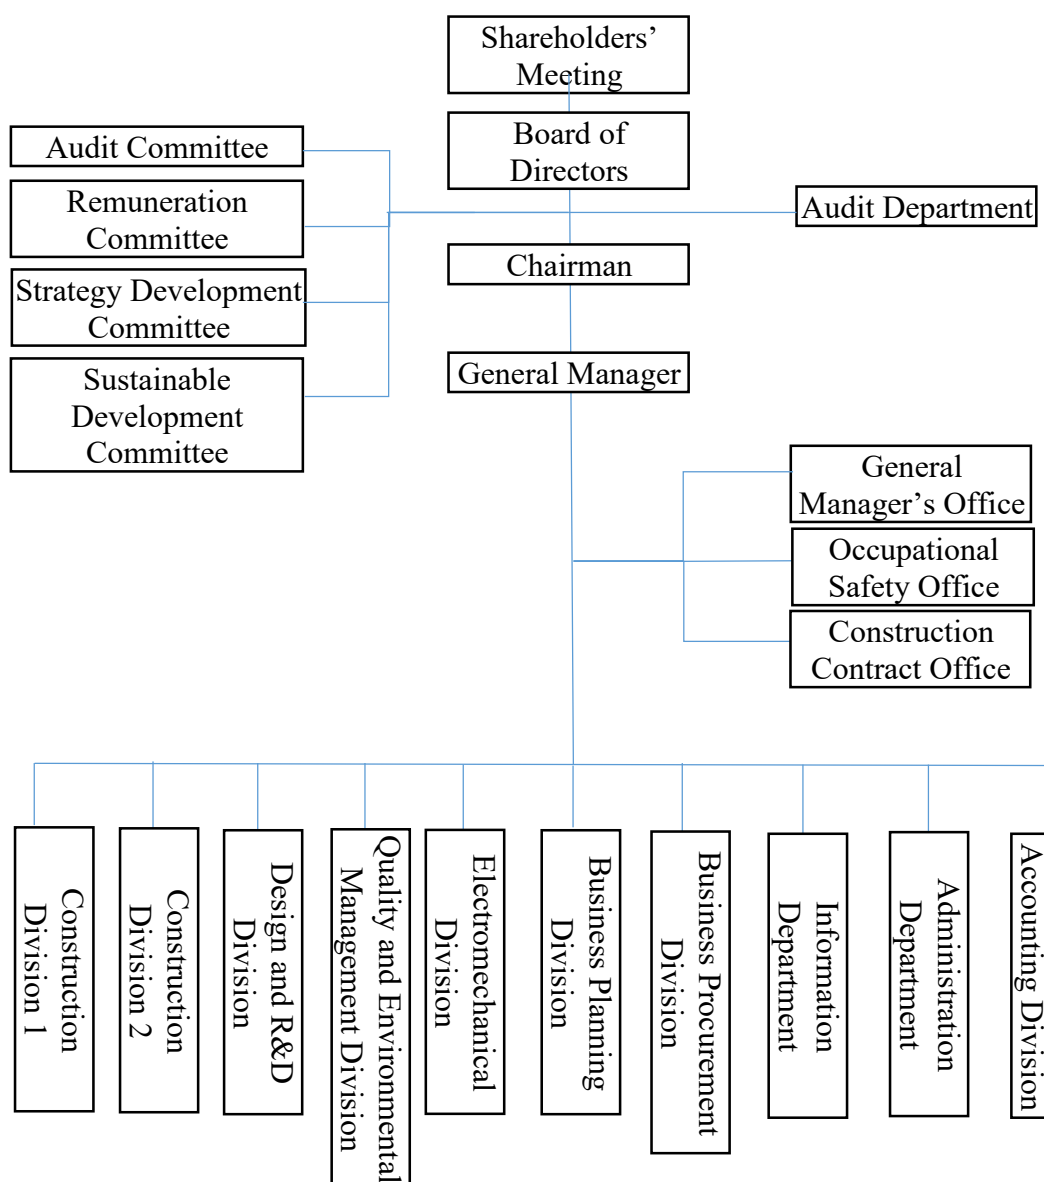 Shareholders’
Meeting
Board of
Directors
Audit Committee
Remuneration
Committee
Audit Department
Chairman
Strategy Development
Committee
General Manager
Sustainable
Development
Committee
General
Manager’s Office
Occupational
Safety Office
Construction
Contract Office
Construction
Division 1
Construction
Division 2
Design and R&D
Division
Quality and Environmental
Management Division
Electromechanical
Division
Business Planning
Division
Business Procurement
Division
Information
Department
Administration
Department
Accounting Division